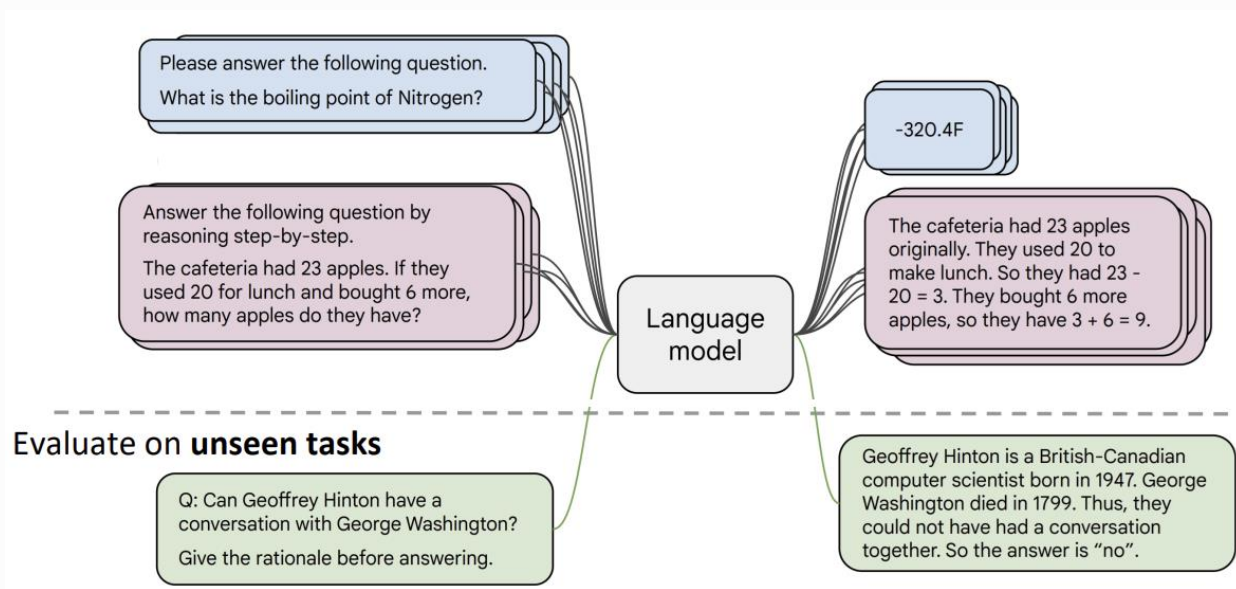 Please answer the following question.
What is the boiling point of Nitrogen?
-320.4F
Answer the following question by
reasoning step-by-step.
The cafeteria had 23 apples. If they
used 20 for lunch and bought 6 more,
how many apples do they have?
Language
model
The cafeteria had 23 apples
originally. They used 20 to
make lunch. So they had 23 -
20 = 3. They bought 6 more
apples, so they have 3 + 6 = 9.
Evaluate on unseen tasks
Q: Can Geoffrey Hinton have a
conversation with George Washington?
Give the rationale before answering.
Geoffrey Hinton is a British-Canadian
computer scientist born in 1947. George
Washington died in 1799. Thus, they
could not have had a conversation
together. So the answer is “no”.